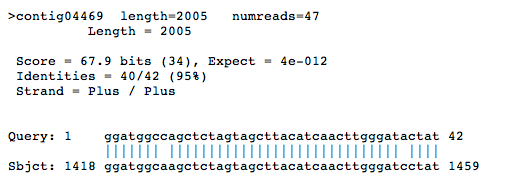 >contig04469  length=2005   numreads=47
Length = 2005
Score = 67.9 bits (34), Expect = 4e-012
Identities = 40/42 (95%)
Strand = Plus / Plus
Query: 1    ggatggccagctctagtagcttacatcaacttgggatactat 42
||||||| ||||||||||||||||||||||||||||| ||||
Sbjct: 1418 ggatggcaagctctagtagcttacatcaacttgggatcctat 1459